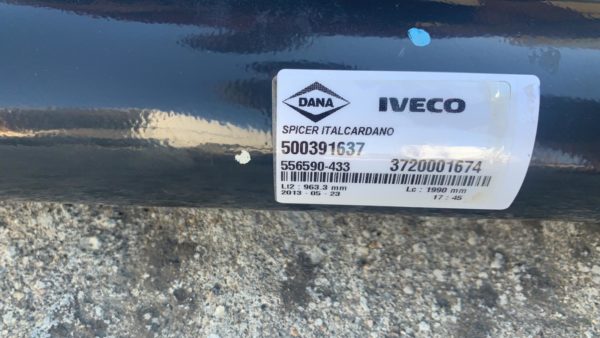 DANA IVECO
SPICER ITALCARDANO
500391637
556590-433 3720001674
Lz : 963.3 mm Lc : 1990 mm
2013 - 05 - 23 17 : 45